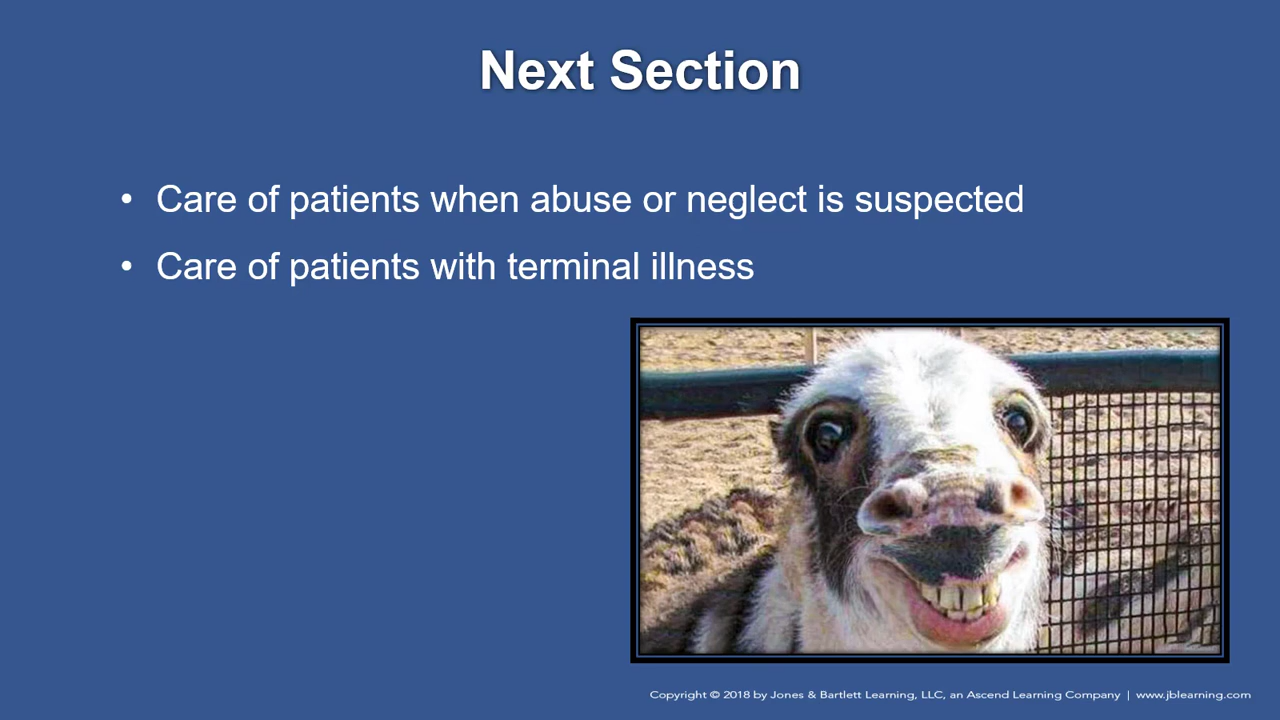 Next Section
• Care of patients when abuse or neglect is suspected
• Care of patients with terminal illness
Copyright © 2018 by Jones & Bartlett Learning, LLC, an Ascend Learning Company | www.jblearning.com